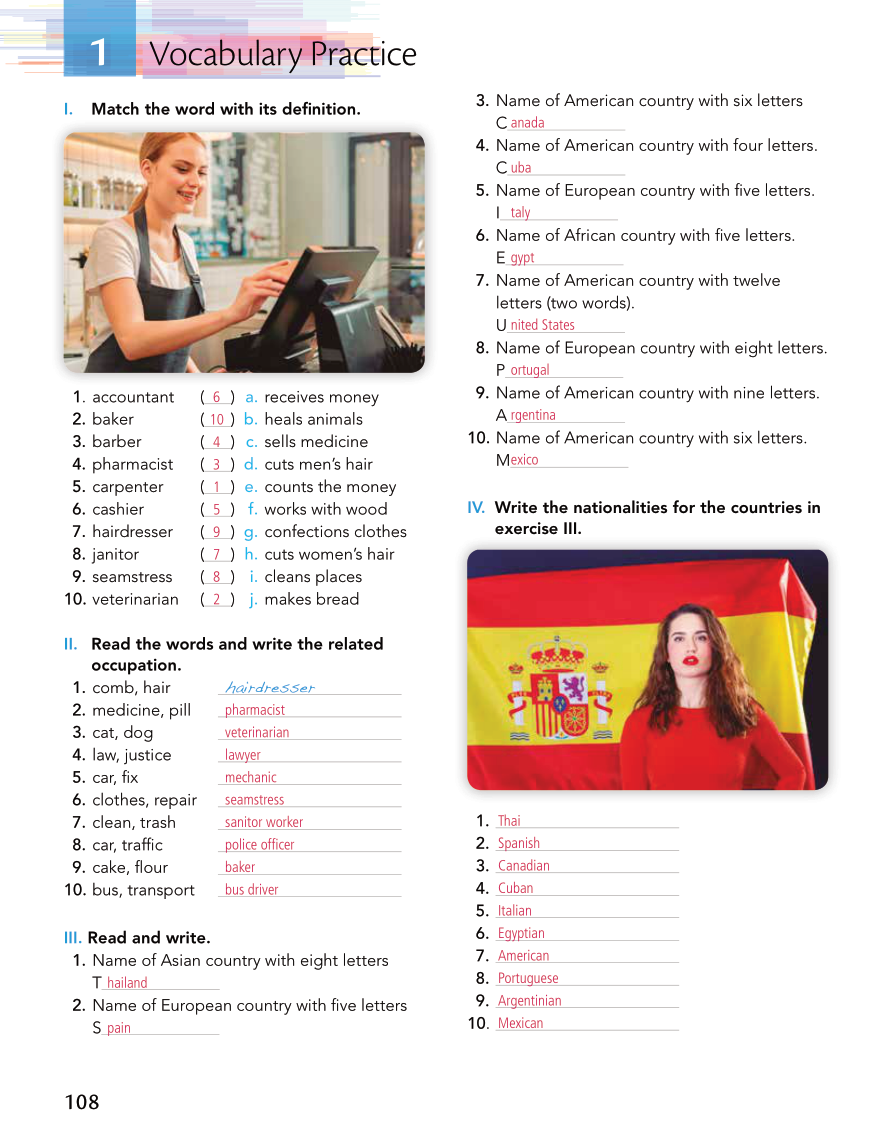 1 Vocabulary Practice
I. Match the word with its definition.
1. accountant ( 6 ) a. receives money
2. baker ( 10 ) b. heals animals
3. barber ( 4 ) c. sells medicine
4. pharmacist ( 3 ) d. cuts men's hair
5. carpenter ( 1 ) e. counts the money
6. cashier ( 5 ) f. works with wood
7. hairdresser ( 9 ) g. confections clothes
8. janitor ( 7 ) h. cuts women's hair
9. seamstress ( 8 ) i. cleans places
10. veterinarian ( 2 ) j. makes bread
II. Read the words and write the related
occupation.
1. comb, hair hairdresser
2. medicine, pill pharmacist
3. cat, dog veterinarian
4. law, justice lawyer
5. car, fix mechanic
6. clothes, repair seamstress
7. clean, trash sanitor worker
8. car, traffic police officer
9. cake, flour baker
10. bus, transport bus driver
III. Read and write.
1. Name of Asian country with eight letters
T hailand
2. Name of European country with five letters
S pain
3. Name of American country with six letters
C anada
4. Name of American country with four letters.
C uba
5. Name of European country with five letters.
I taly
6. Name of African country with five letters.
E gypt
7. Name of American country with twelve
letters (two words).
U nited States
8. Name of European country with eight letters.
P ortugal
9. Name of American country with nine letters.
A rgentina
10. Name of American country with six letters.
Mexico
IV. Write the nationalities for the countries in
exercise III.
1. Thai
2. Spanish
3. Canadian
4. Cuban
5. Italian
6. Egyptian
7. American
8. Portuguese
9. Argentinian
10. Mexican
108